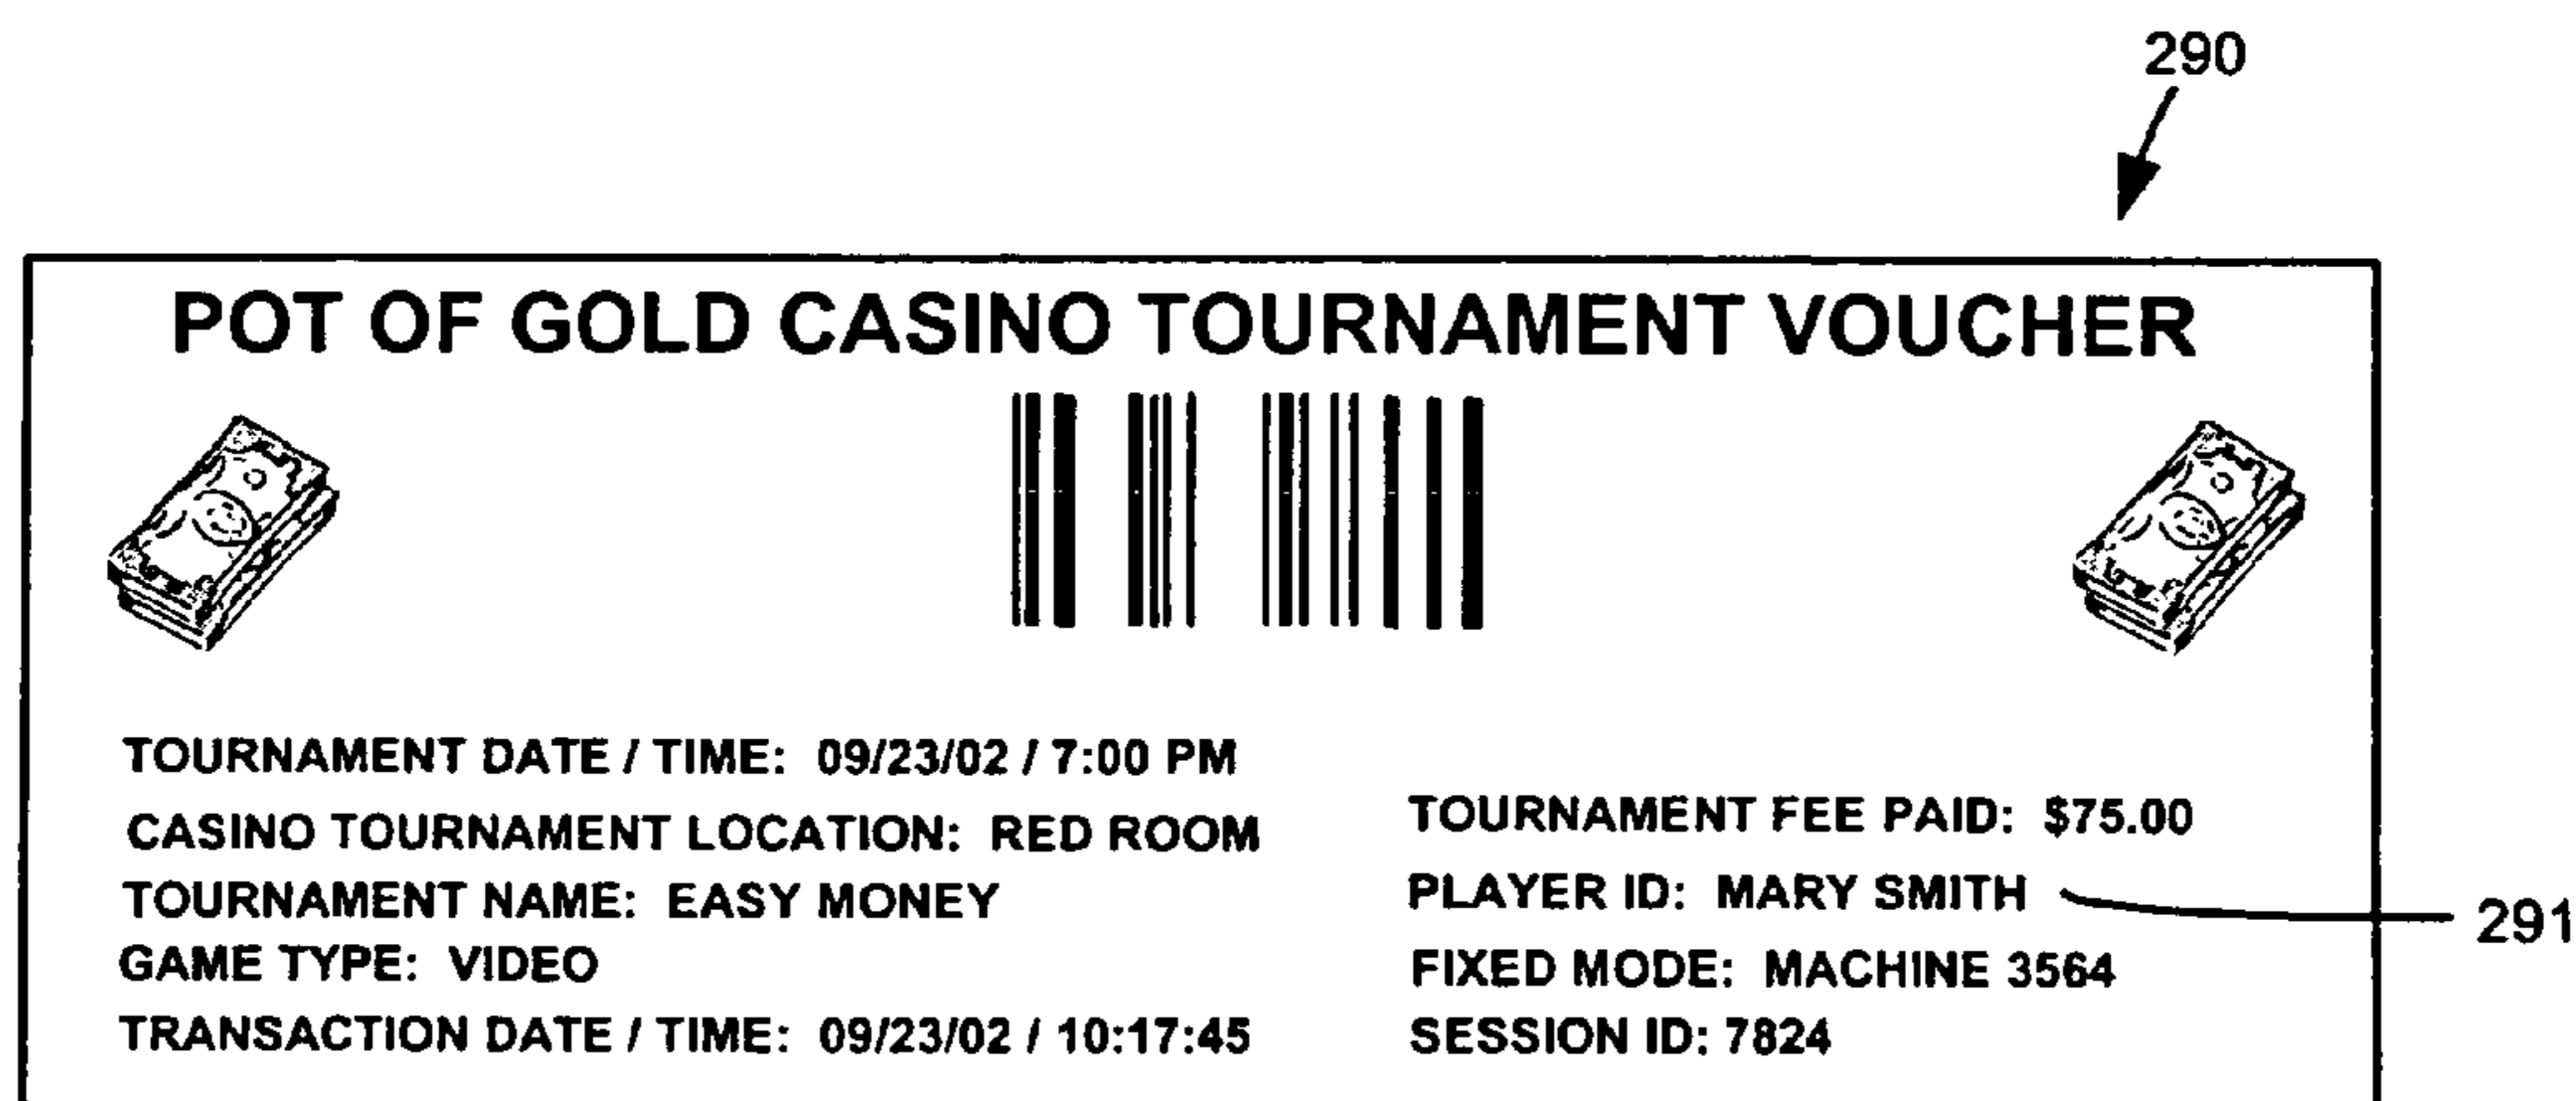 290
POT OF GOLD CASINO TOURNAMENT VOUCHER
TOURNAMENT DATE / TIME: 09/23/02 / 7:00 PM
CASINO TOURNAMENT LOCATION: RED ROOM
TOURNAMENT NAME: EASY MONEY
GAME TYPE: VIDEO
TRANSACTION DATE / TIME: 09/23/02 / 10:17:45
TOURNAMENT FEE PAID: $75.00
PLAYER ID: MARY SMITH
291
FIXED MODE: MACHINE 3564
SESSION ID: 7824